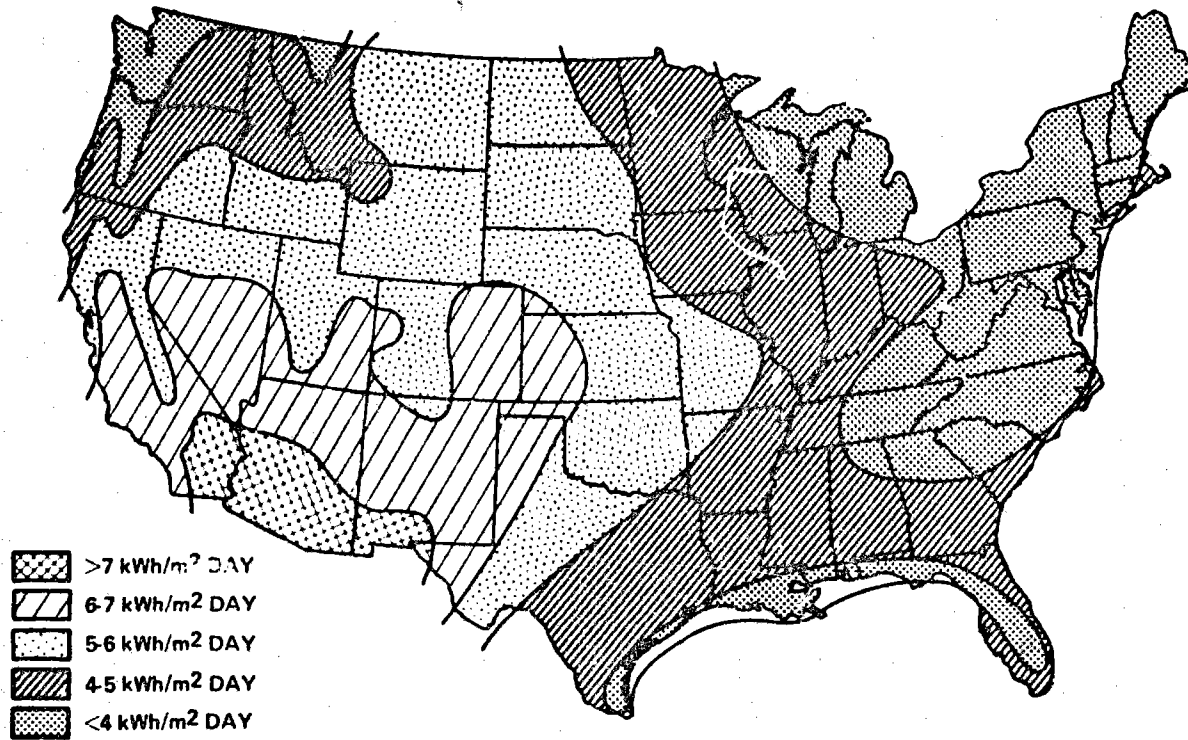 >7 kWh/m² DAY
6-7 kWh/m² DAY
5-6 kWh/m² DAY
4-5 kWh/m² DAY
<4 kWh/m² DAY